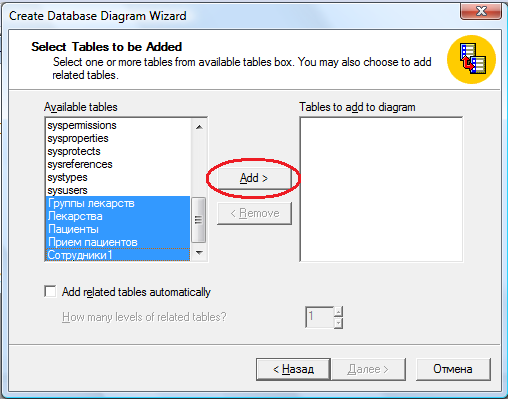 Create Database Diagram Wizard
Select Tables to be Added
Select one or more tables from available tables box. You may also choose to add
related tables.
Available tables
Tables to add to diagram
syspermissions
sysproperties
sysprotects
sysreferences
systypes
sysusers
Группы лекарств
Лекарства
Пациенты
Прием пациентов
Сотрудники1
Add >
< Remove
Add related tables automatically
How many levels of related tables?
1
< Назад
Далее >
Отмена